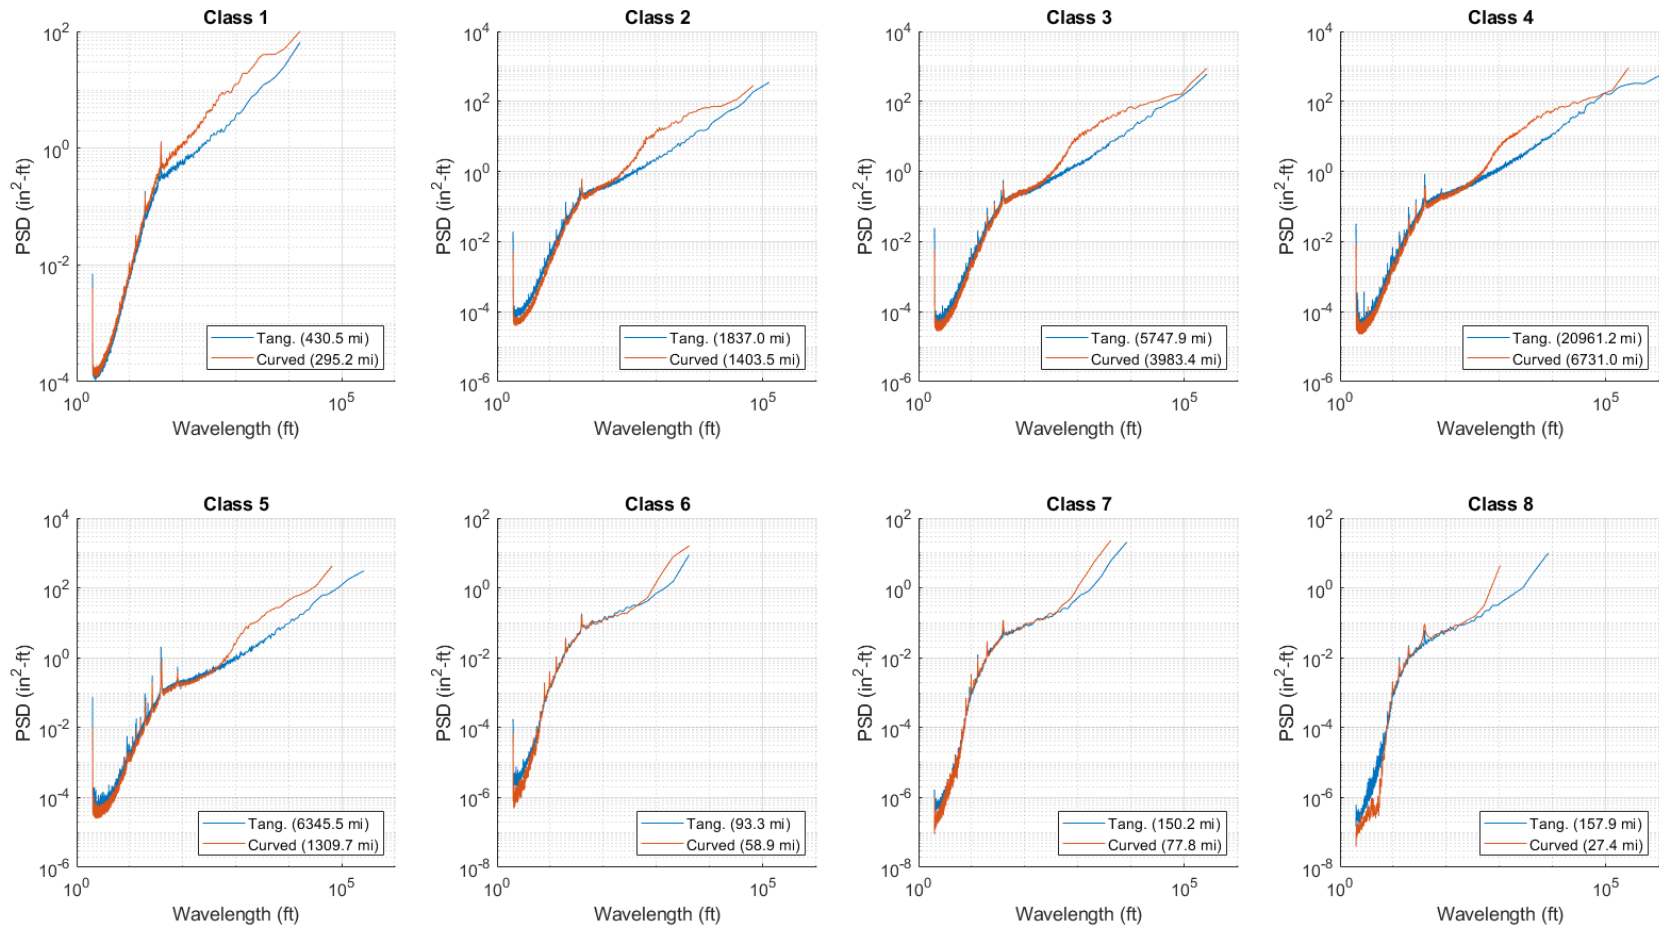 Class 1
10^2
10^0
10^-2
10^-4
PSD (in^2-ft)
10^0
10^5
Wavelength (ft)
Tang. (430.5 mi)
Curved (295.2 mi)
Class 2
10^4
10^2
10^0
10^-2
10^-4
10^-6
PSD (in^2-ft)
10^0
10^5
Wavelength (ft)
Tang. (1837.0 mi)
Curved (1403.5 mi)
Class 3
10^4
10^2
10^0
10^-2
10^-4
10^-6
PSD (in^2-ft)
10^0
10^5
Wavelength (ft)
Tang. (5747.9 mi)
Curved (3983.4 mi)
Class 4
10^4
10^2
10^0
10^-2
10^-4
10^-6
PSD (in^2-ft)
10^0
10^5
Wavelength (ft)
Tang. (20961.2 mi)
Curved (6731.0 mi)
Class 5
10^4
10^2
10^0
10^-2
10^-4
10^-6
PSD (in^2-ft)
10^0
10^5
Wavelength (ft)
Tang. (6345.5 mi)
Curved (1309.7 mi)
Class 6
10^2
10^0
10^-2
10^-4
10^-6
10^-8
PSD (in^2-ft)
10^0
10^5
Wavelength (ft)
Tang. (93.3 mi)
Curved (58.9 mi)
Class 7
10^2
10^0
10^-2
10^-4
10^-6
10^-8
PSD (in^2-ft)
10^0
10^5
Wavelength (ft)
Tang. (150.2 mi)
Curved (77.8 mi)
Class 8
10^2
10^0
10^-2
10^-4
10^-6
10^-8
PSD (in^2-ft)
10^0
10^5
Wavelength (ft)
Tang. (157.9 mi)
Curved (27.4 mi)